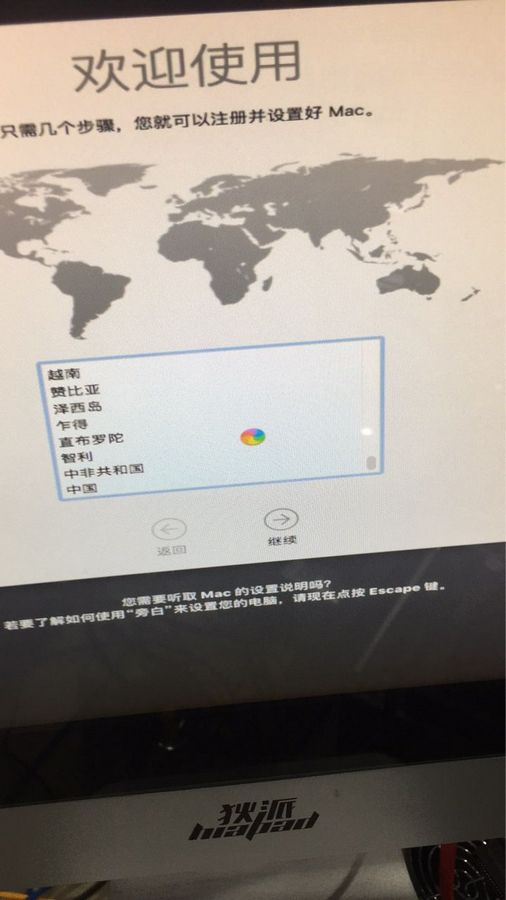 欢迎使用
只需几个步骤，您就可以注册并设置好 Mac。
越南
赞比亚
泽西岛
乍得
直布罗陀
智利
中非共和国
中国
返回
继续
您需要听取 Mac 的设置说明吗？
若要了解如何使用“旁白”来设置您的电脑，请现在点按 Escape 键。
狄派